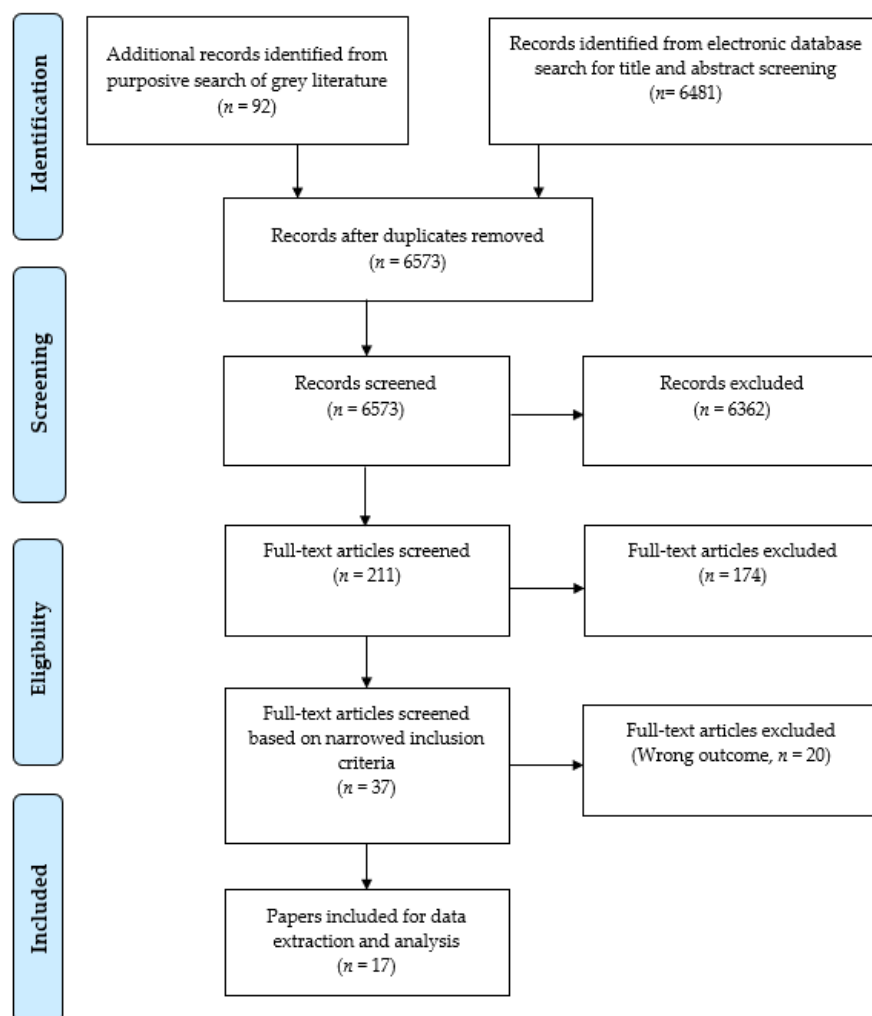 Identification
Additional records identified from
purposive search of grey literature
(n = 92)
Records identified from electronic database
search for title and abstract screening
(n= 6481)
Records after duplicates removed
(n = 6573)
Screening
Records screened
(n = 6573)
Records excluded
(n = 6362)
Eligibility
Full-text articles screened
(n = 211)
Full-text articles excluded
(n = 174)
Full-text articles screened
based on narrowed inclusion
criteria
(n = 37)
Full-text articles excluded
(Wrong outcome, n = 20)
Included
Papers included for data
extraction and analysis
(n = 17)